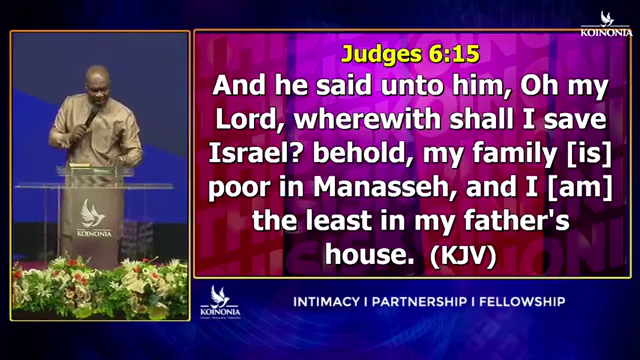 KOINONIA
Judges 6:15
And he said unto him, Oh my
Lord, wherewith shall I save
Israel? behold, my family [is]
poor in Manasseh, and I [am]
the least in my father's
house. (KJV)
KOINONIA
KOINONIA
INTIMACY I PARTNERSHIP I FELLOWSHIP